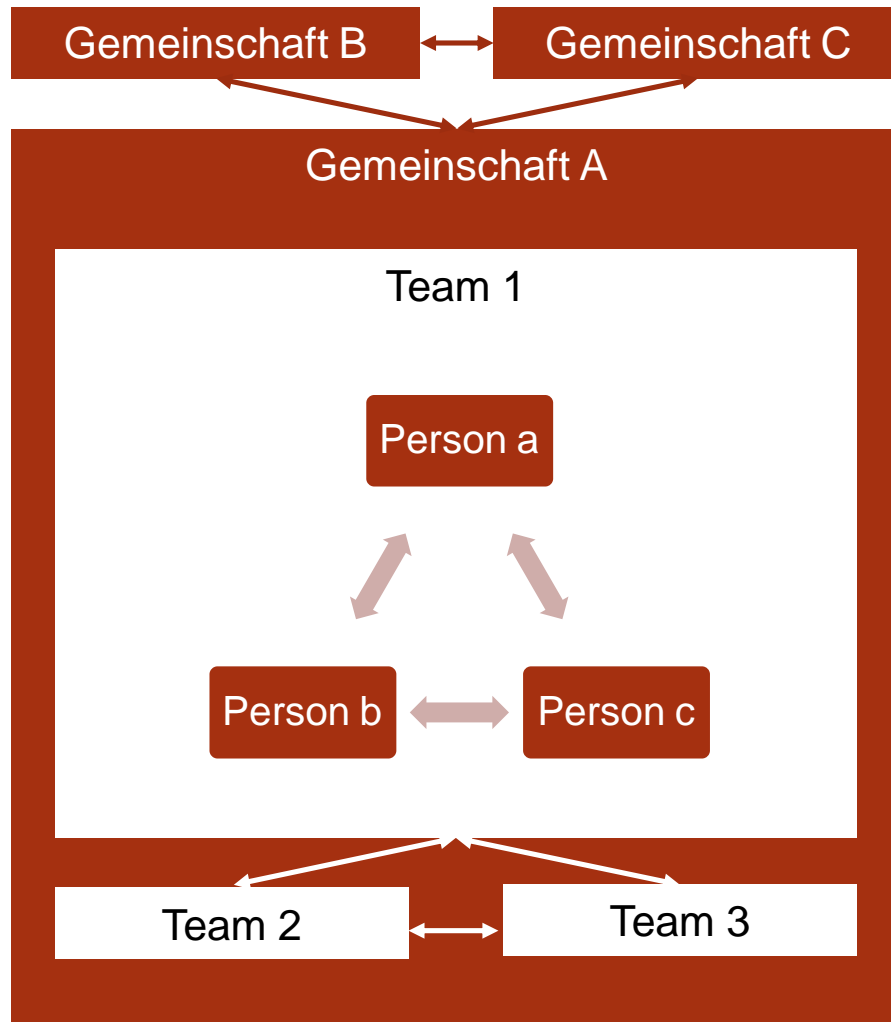 Gemeinschaft B
Gemeinschaft C
Gemeinschaft A
Team 1
Person a
Person b
Person c
Team 2
Team 3